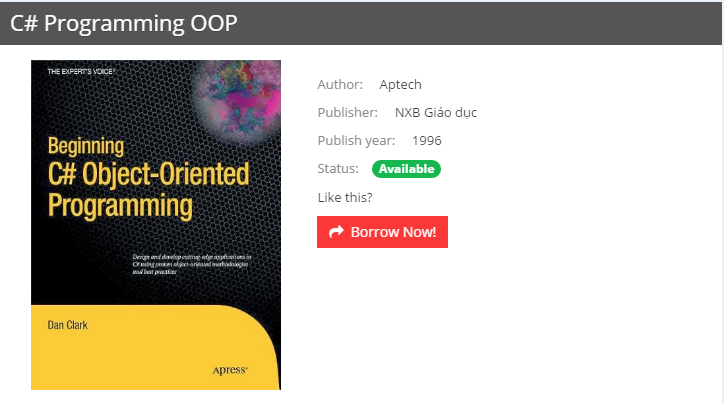 C# Programming OOP
THE EXPERT'S VOICE®
Beginning
C# Object-Oriented
Programming
Design and develop cutting-edge applications in
C# using proven object-oriented methodologies
and best practices
Dan Clark
Apress®
Author: Aptech
Publisher: NXB Giáo dục
Publish year: 1996
Status: Available
Like this?
Borrow Now!